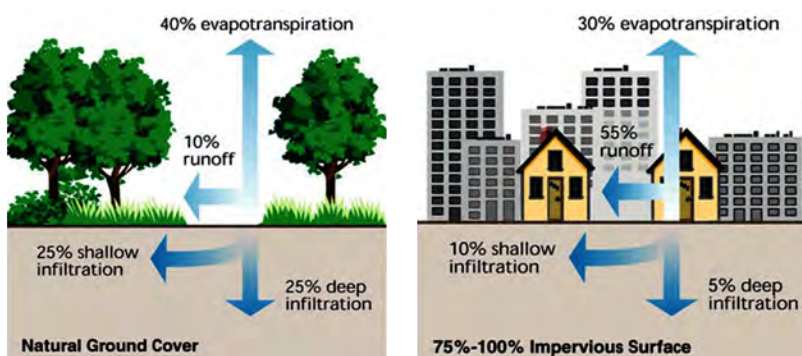 40% evapotranspiration
10%
runoff
25% shallow
infiltration
25% deep
infiltration
Natural Ground Cover
30% evapotranspiration
55%
runoff
10% shallow
infiltration
5% deep
infiltration
75%-100% Impervious Surface